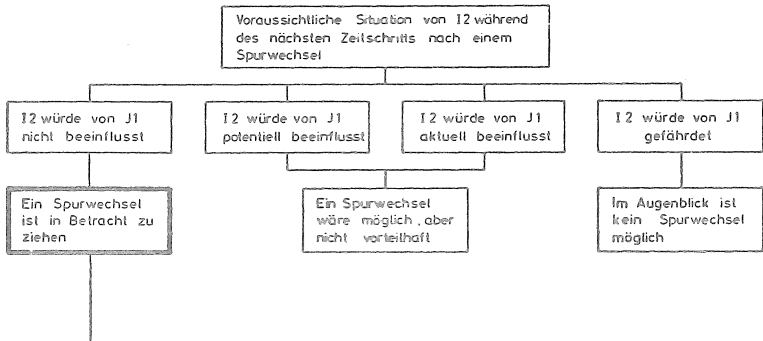 Voraussichtliche Situation von I2 während
des nächsten Zeitschritts nach einem
Spurwechsel
I2 würde von J1
nicht beeinflusst
I2 würde von J1
potentiell beeinflusst
I2 würde von J1
aktuell beeinflusst
I2 würde von J1
gefährdet
Ein Spurwechsel
ist in Betracht zu
ziehen
Ein Spurwechsel
wäre möglich, aber
nicht vorteilhaft
Im Augenblick ist
kein Spurwechsel
möglich